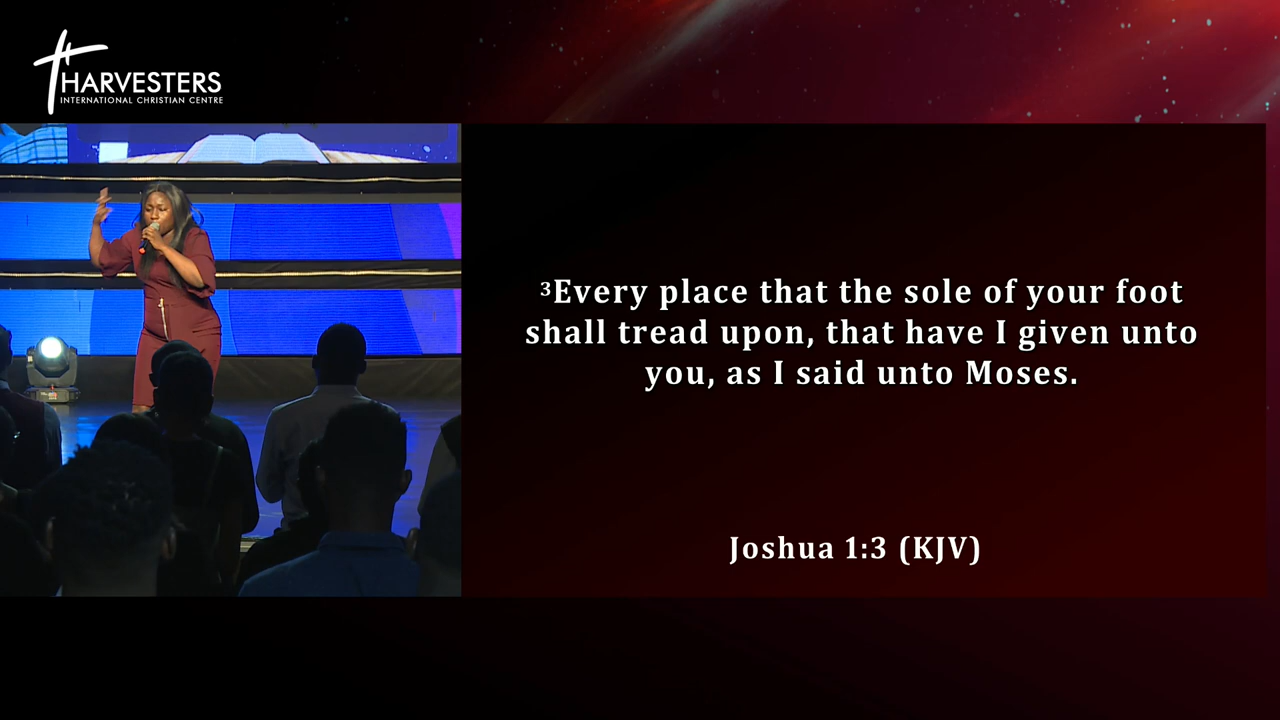 HARVESTERS
INTERNATIONAL CHRISTIAN CENTRE
³Every place that the sole of your foot
shall tread upon, that have I given unto
you, as I said unto Moses.
Joshua 1:3 (KJV)